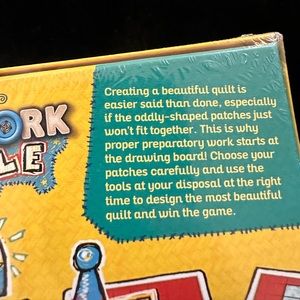 Creating a beautiful quilt is
easier said than done, especially
if the oddly-shaped patches just
won't fit together. This is why
proper preparatory work starts at
the drawing board! Choose your
patches carefully and use the
tools at your disposal at the right
time to design the most beautiful
quilt and win the game.
ORK
LE